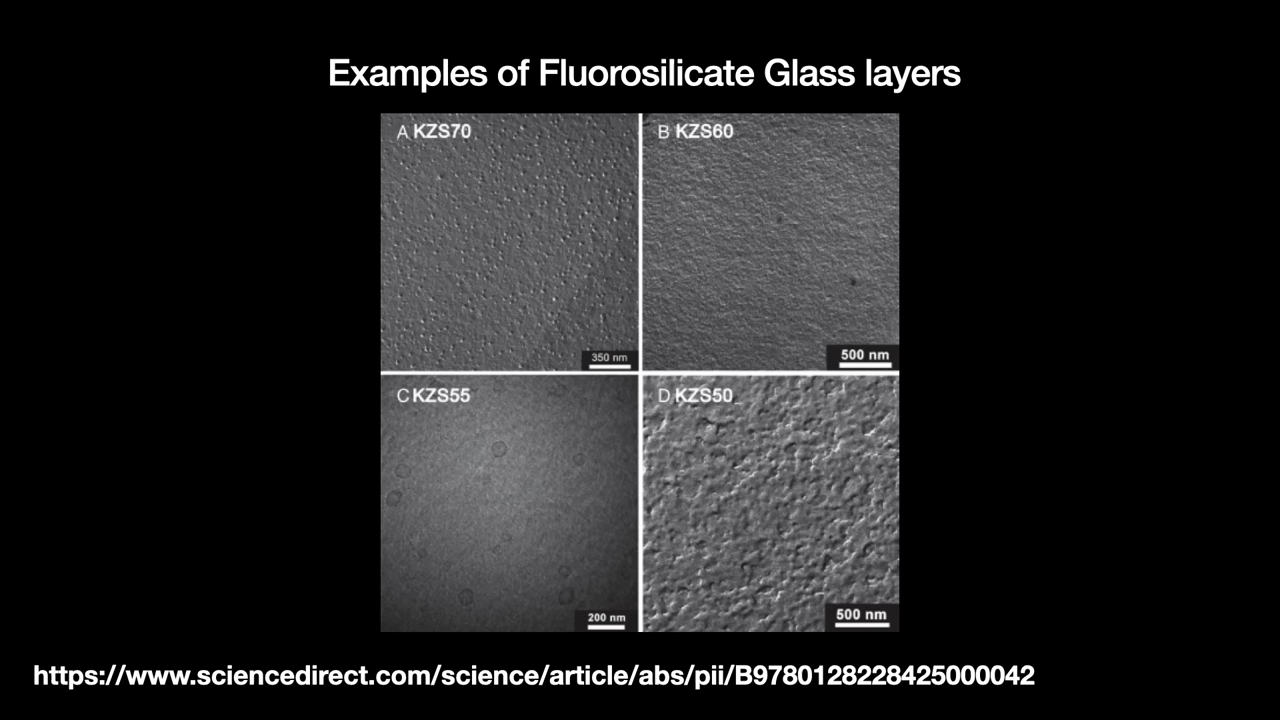 Examples of Fluorosilicate Glass layers
A KZS70
B KZS60
350 nm
500 nm
C KZS55
D KZS50
200 nm
500 nm
https://www.sciencedirect.com/science/article/abs/pii/B9780128228425000042